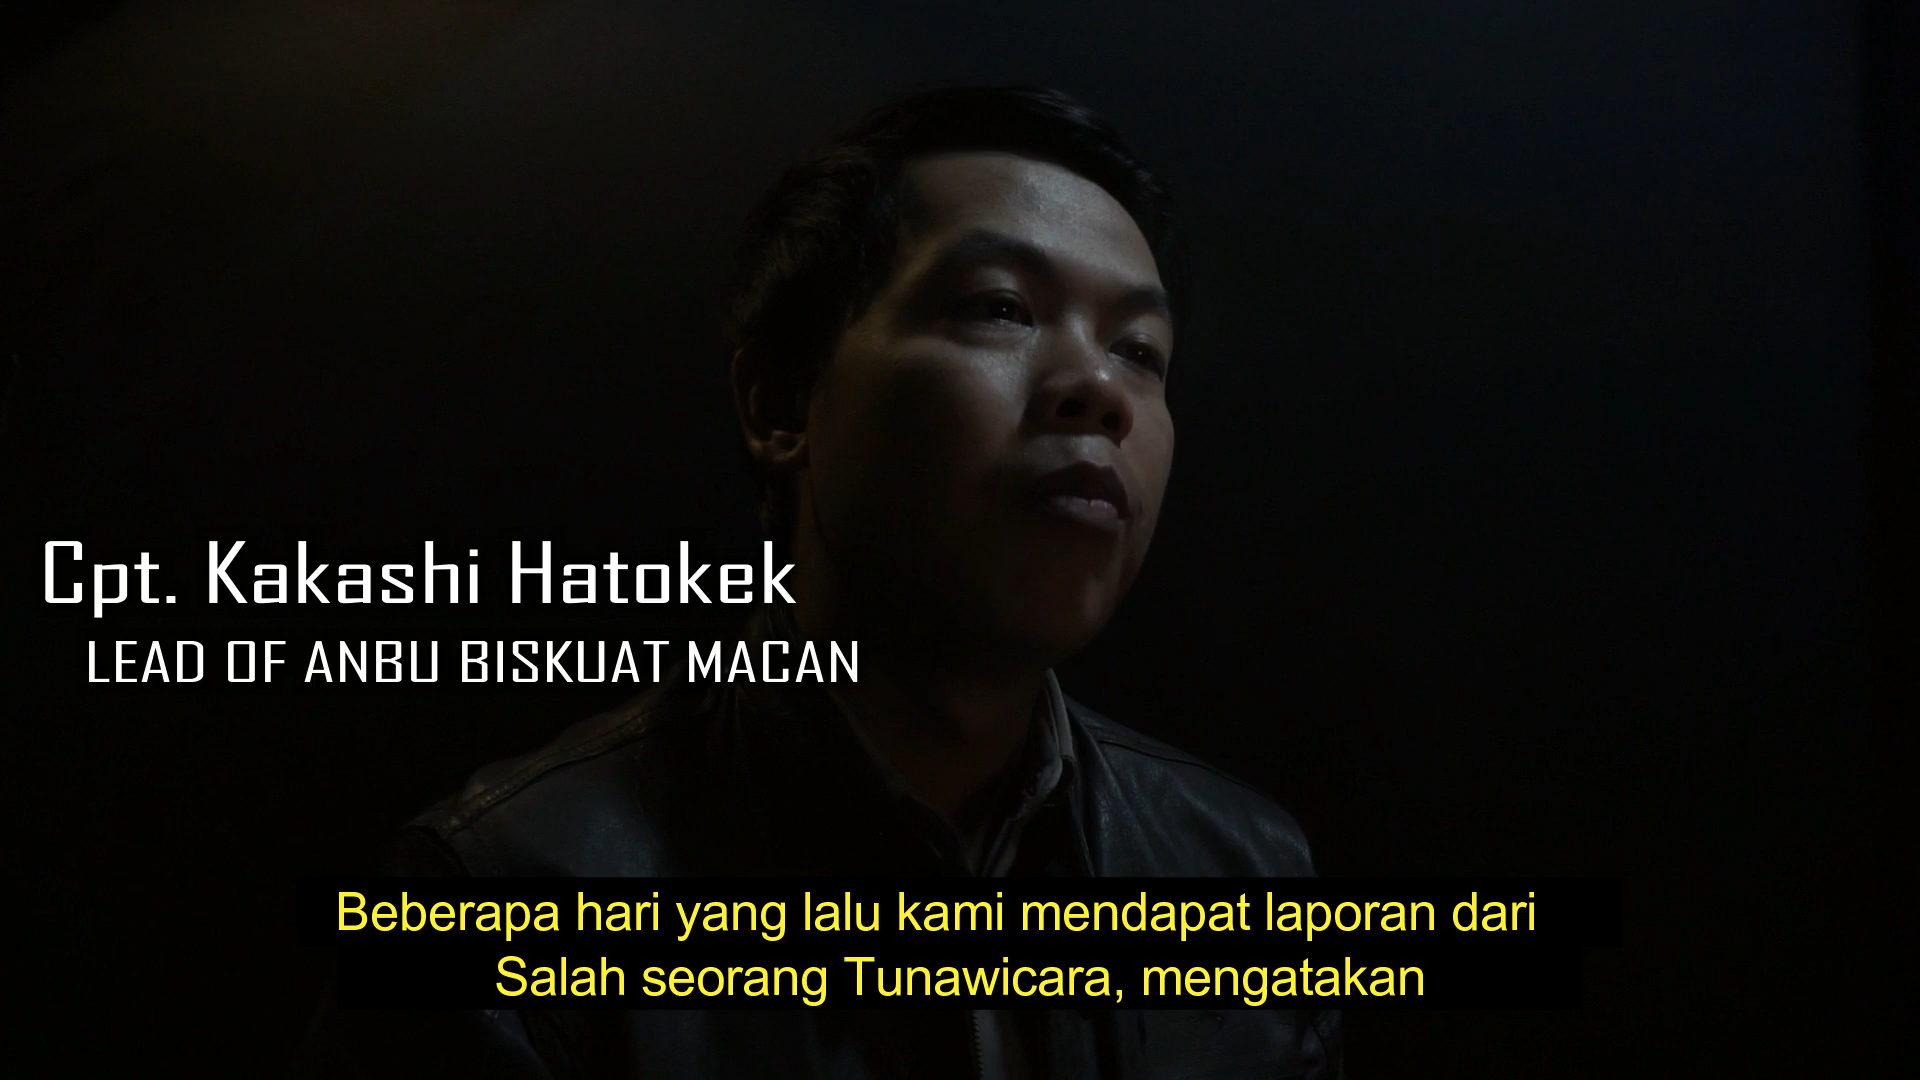 Cpt. Kakashi Hatokek
LEAD OF ANBU BISKUAT MACAN
Beberapa hari yang lalu kami mendapat laporan dari
Salah seorang Tunawicara, mengatakan